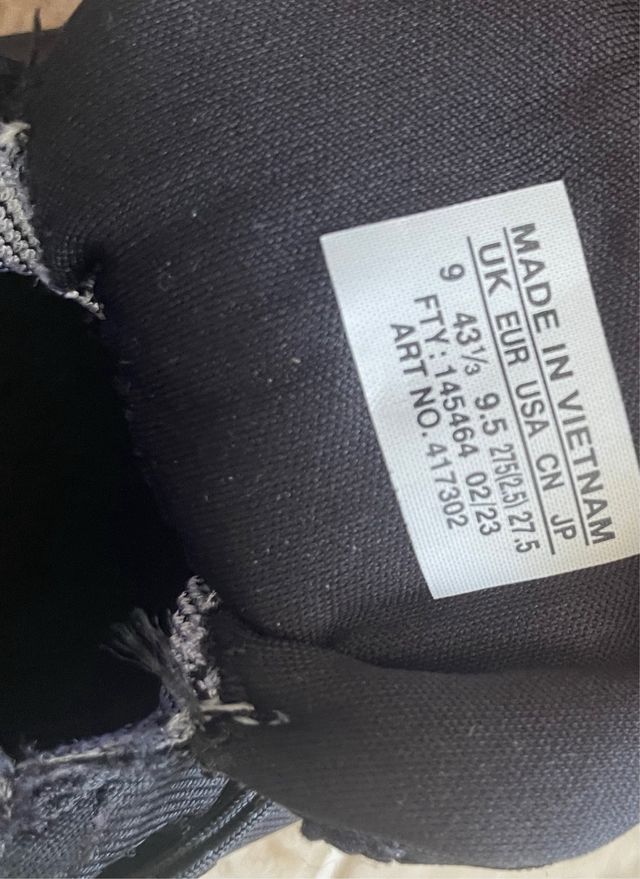 MADE IN VIETNAM
UK EUR USA CN JP
9 43⅓ 9.5 275(2.5) 27.5
FTY: 145464 02/23
ART NO. 417302